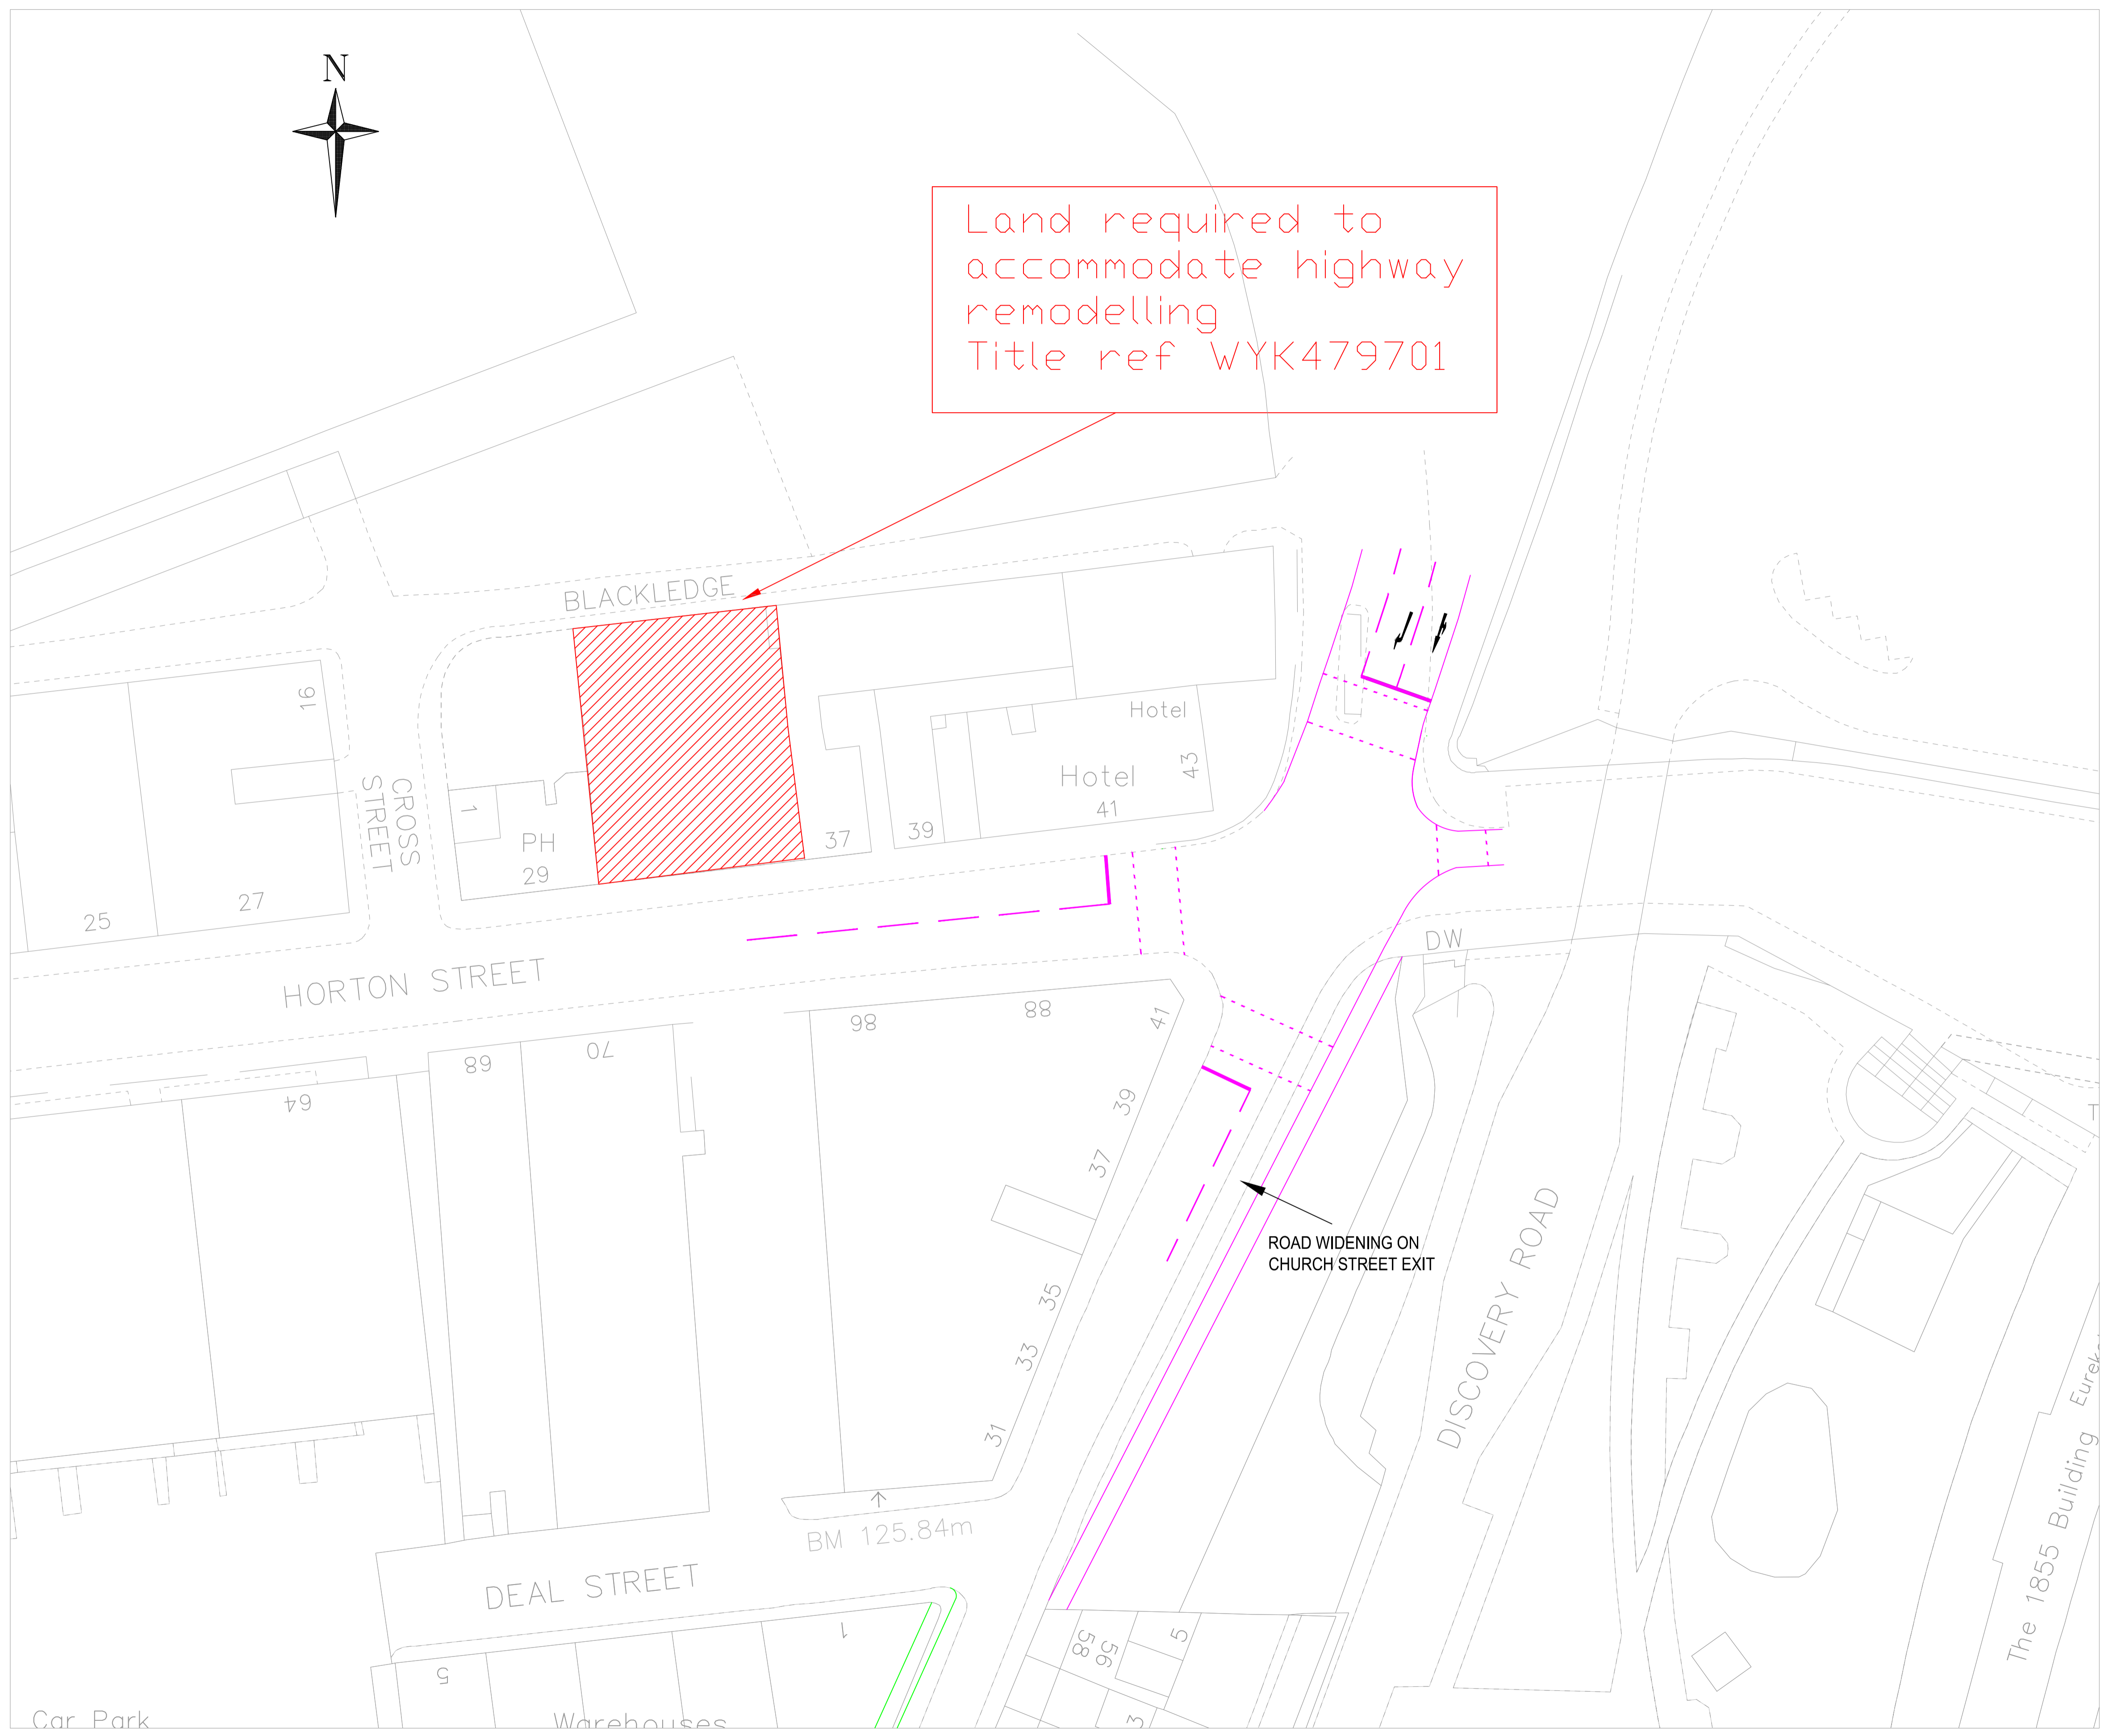 N
Land required to
accommodate highway
remodelling
Title ref WYK479701
BLACKLEDGE
16
CROSS
STREET
1
PH
29
37
39
Hotel
Hotel
43
41
25
27
HORTON STREET
DW
64
68
70
86
88
41
39
37
35
33
31
ROAD WIDENING ON
CHURCH STREET EXIT
DISCOVERY ROAD
BM 125.84m
DEAL STREET
1
5
58
56
5
3
Car Park
Warehouses
The 1855 Building